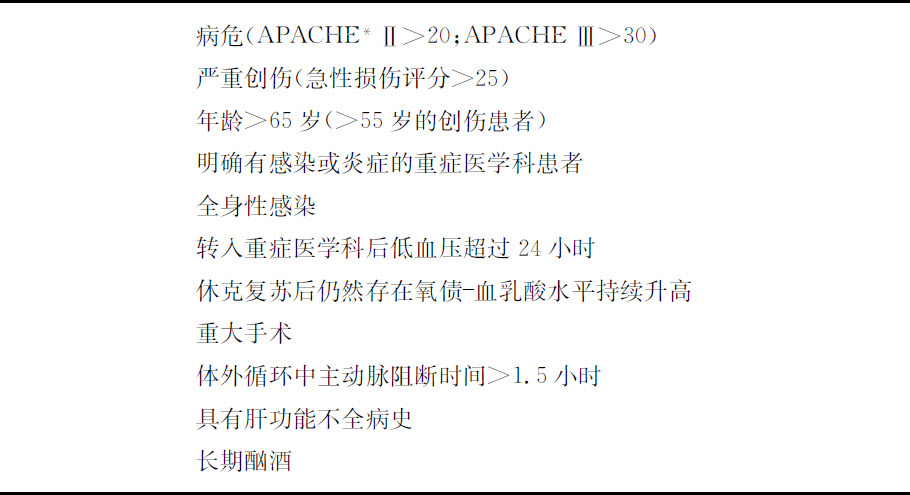 病危(APACHE* Ⅱ>20;APACHE Ⅲ>30)
严重创伤(急性损伤评分>25)
年龄>65岁(>55岁的创伤患者)
明确有感染或炎症的重症医学科患者
全身性感染
转入重症医学科后低血压超过24小时
休克复苏后仍然存在氧债-血乳酸水平持续升高
重大手术
体外循环中主动脉阻断时间>1.5小时
具有肝功能不全病史
长期酗酒